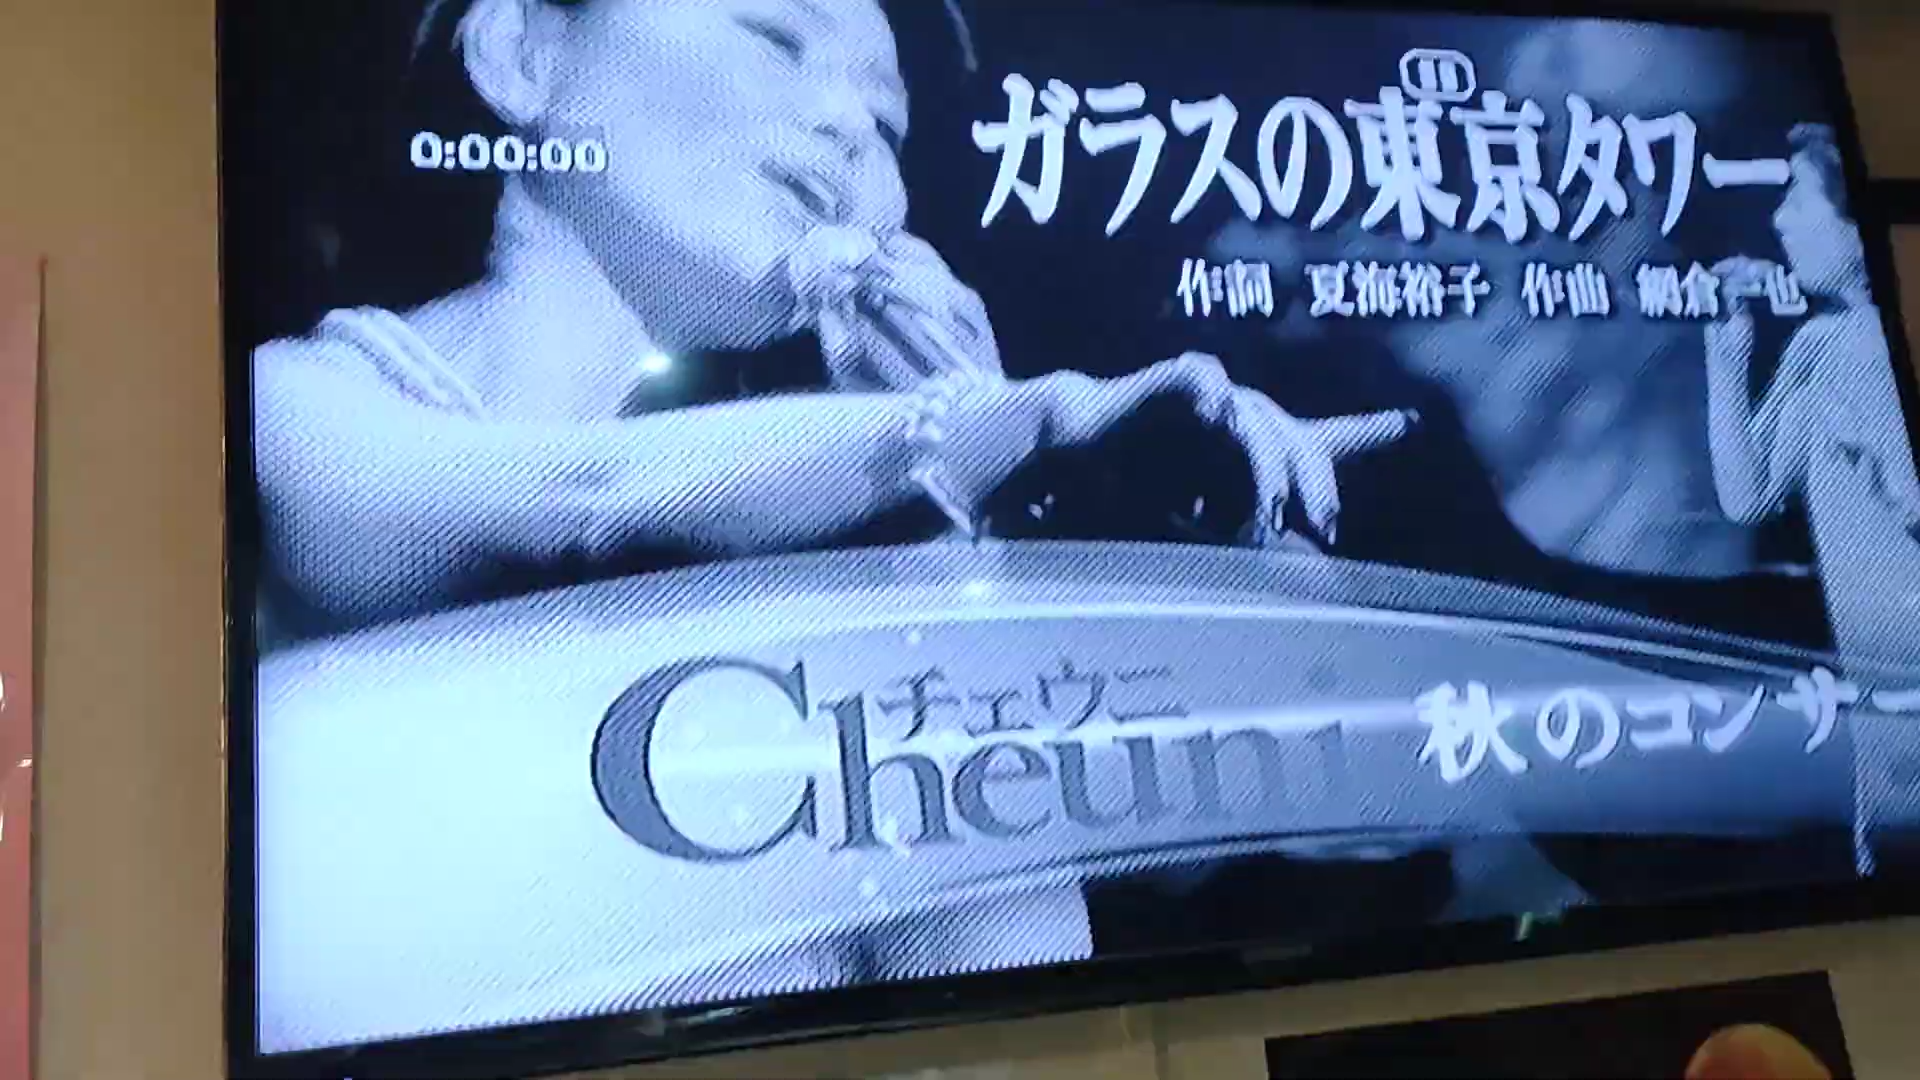 0:00:00
ガラスの東京タワー
作詞 夏海裕子 作曲 網倉一也
チェウニ
Cheuni
秋のコンサー